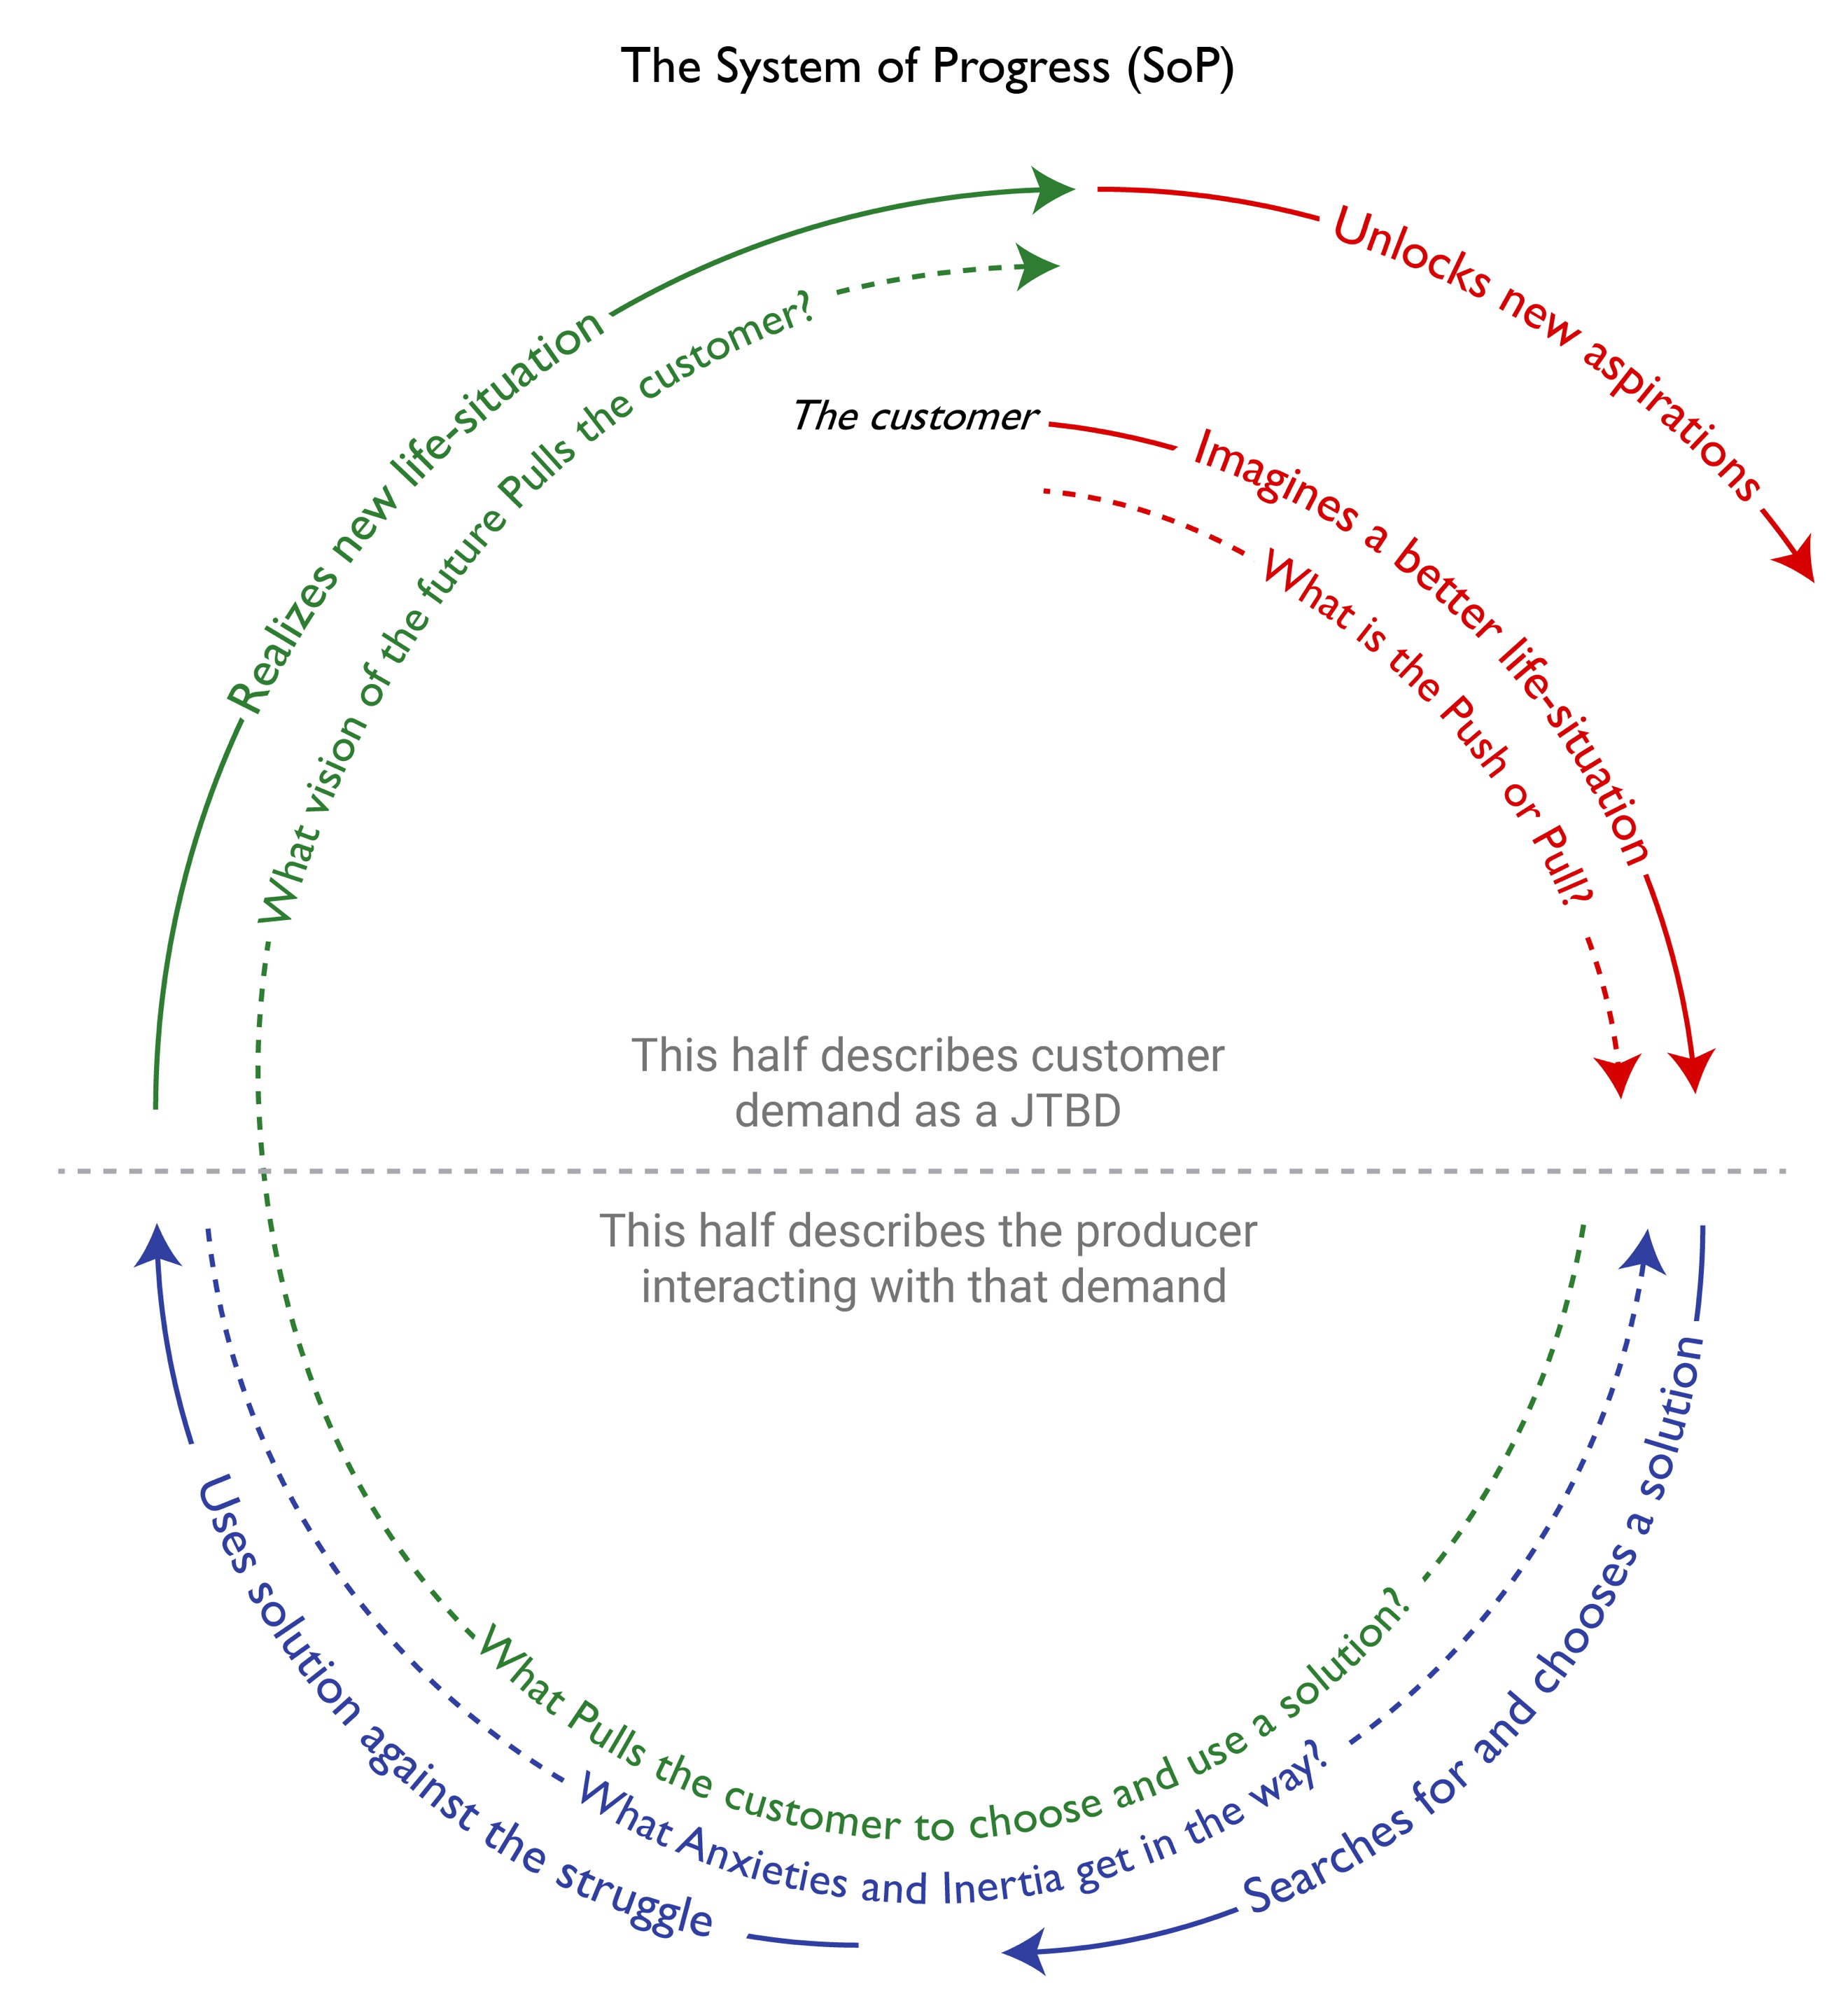 The System of Progress (SoP)
Unlocks new aspirations
Realizes new life-situation
What vision of the future Pulls the customer?
The customer
Imagines a better life-situation
What is the Push or Pull?
This half describes customer
demand as a JTBD
This half describes the producer
interacting with that demand
Searches for and chooses a solution
Uses solution against the struggle
What Pulls the customer to choose and use a solution?
What Anxieties and Inertia get in the way?